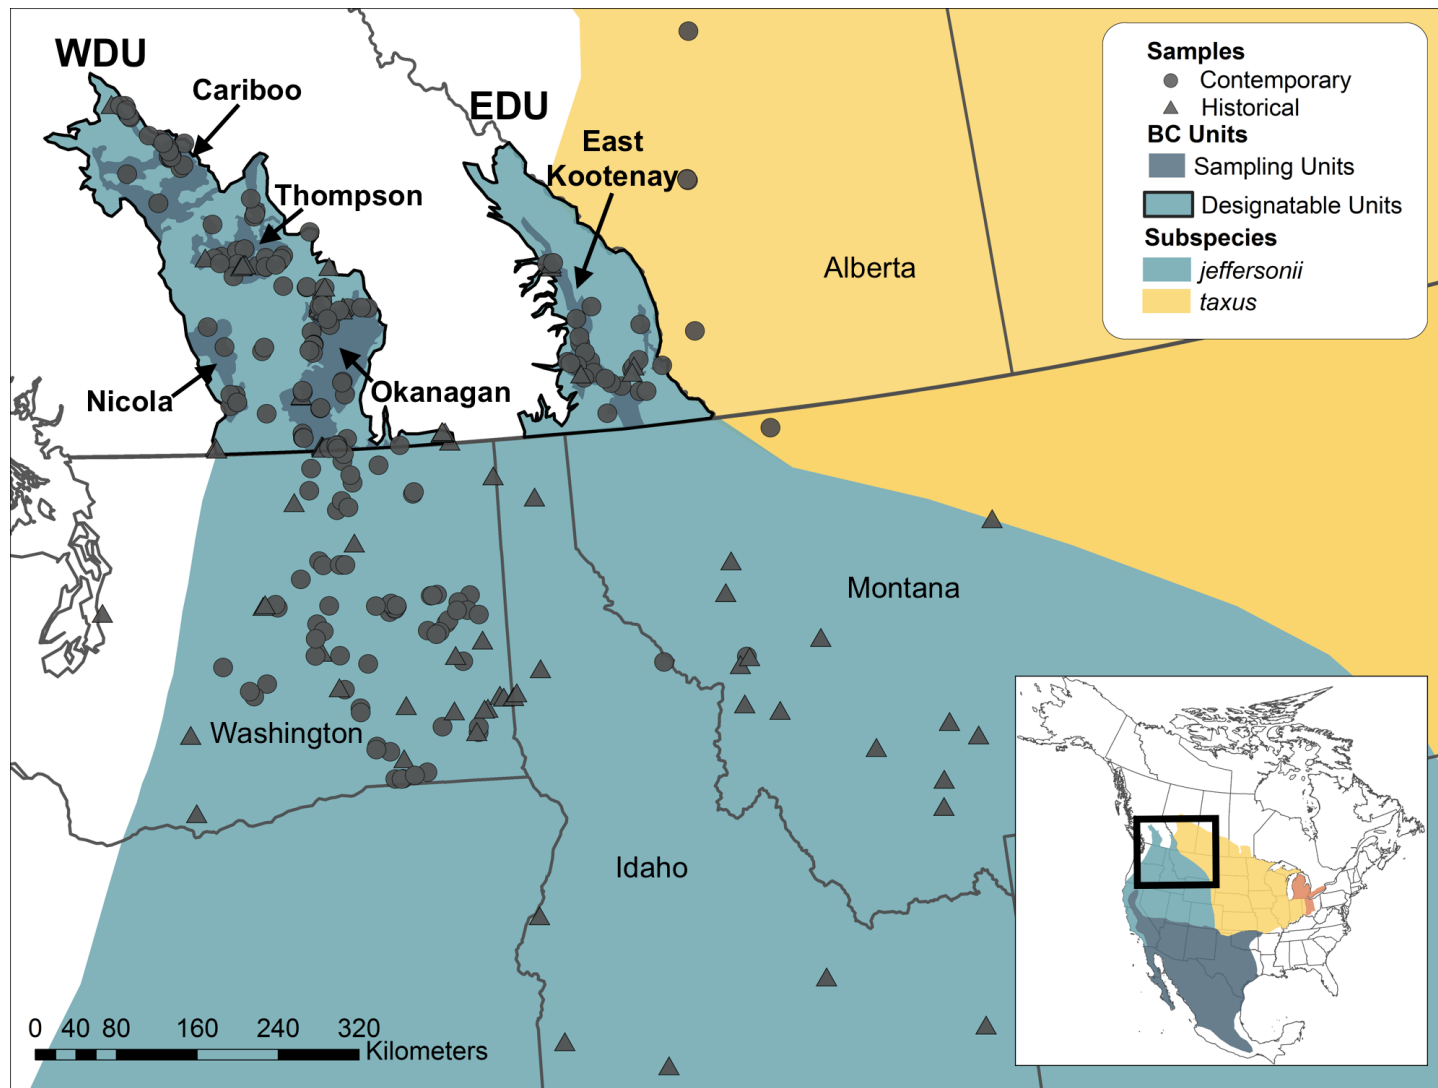 WDU
Cariboo
EDU
East
Kootenay
Thompson
Nicola
Okanagan
Alberta
Samples
Contemporary
Historical
BC Units
Sampling Units
Designatable Units
Subspecies
jeffersonii
taxus
Montana
Washington
Idaho
0 40 80 160 240 320
Kilometers